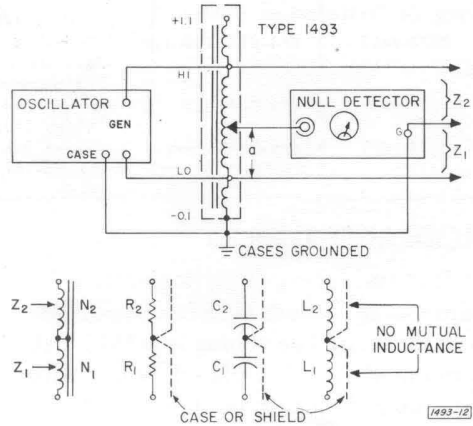 +1.1
TYPE 1493
HI
OSCILLATOR
GEN
CASE
LO
a
NULL DETECTOR
G
Z2
Z1
-0.1
CASES GROUNDED
Z2
N2
Z1
N1
R2
R1
C2
C1
L2
L1
NO MUTUAL
INDUCTANCE
CASE OR SHIELD
1493-12